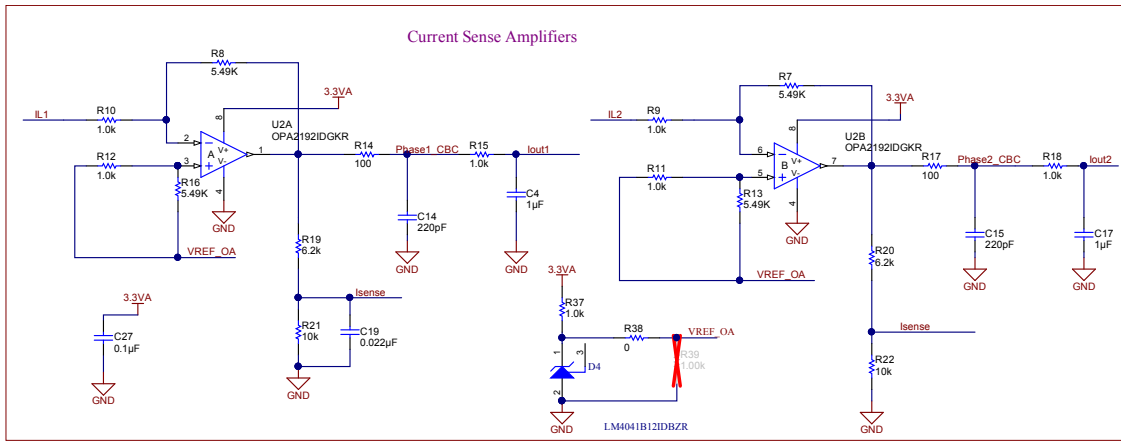 Current Sense Amplifiers
R8
5.49K
3.3VA
IL1
R10
1.0k
8
U2A
OPA2192IDGKR
2
A
V+
V-
1
3
R12
1.0k
R16
5.49K
4
GND
VREF_OA
R14
100
Phase1_CBC
R15
1.0k
Iout1
C14
220pF
GND
C4
1µF
GND
R19
6.2k
Isense
R21
10k
C19
0.022µF
GND
3.3VA
C27
0.1µF
GND
R7
5.49K
3.3VA
IL2
R9
1.0k
8
U2B
OPA2192IDGKR
6
B
V+
V-
7
5
R11
1.0k
R13
5.49K
4
GND
VREF_OA
R17
100
Phase2_CBC
R18
1.0k
Iout2
C15
220pF
GND
C17
1µF
GND
R20
6.2k
Isense
R22
10k
GND
3.3VA
R37
1.0k
R38
0
VREF_OA
R39
1.00k
1
3
D4
2
GND
LM4041B12IDBZR